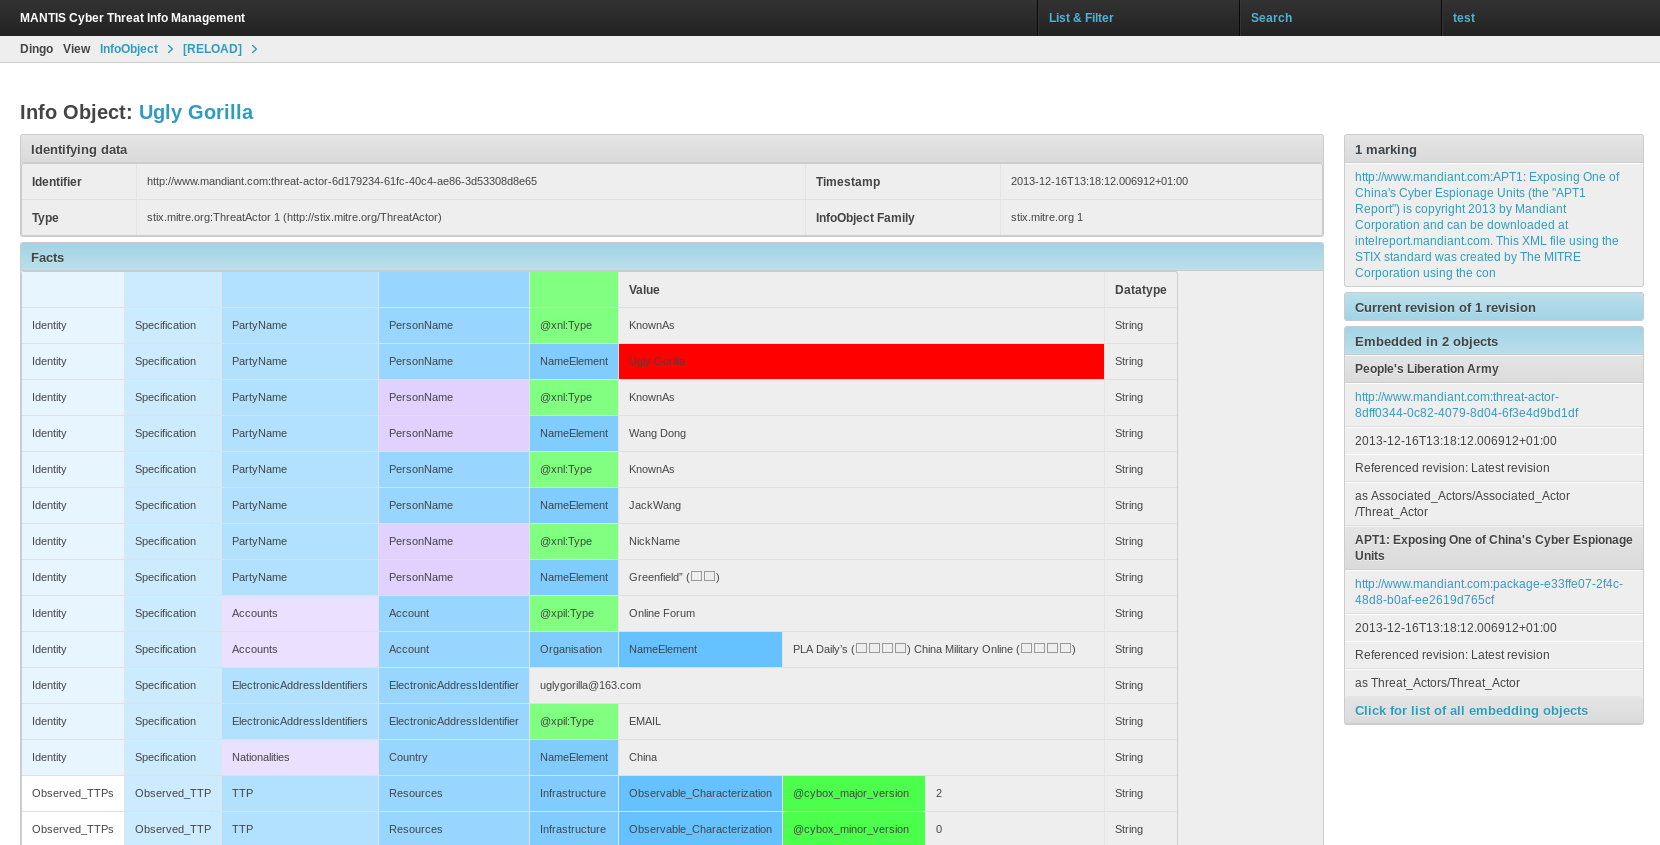 MANTIS Cyber Threat Info Management
List & Filter
Search
test
Dingo View InfoObject > [RELOAD] >
Info Object: Ugly Gorilla
Identifying data
Identifier http://www.mandiant.com:threat-actor-6d179234-61fc-40c4-ae86-3d53308d8e65 Timestamp 2013-12-16T13:18:12.006912+01:00
Type stix.mitre.org:ThreatActor 1 (http://stix.mitre.org/ThreatActor) InfoObject Family stix.mitre.org 1
Facts
Value Datatype
Identity Specification PartyName PersonName @xnl:Type KnownAs String
Identity Specification PartyName PersonName NameElement Ugly Gorilla String
Identity Specification PartyName PersonName @xnl:Type KnownAs String
Identity Specification PartyName PersonName NameElement Wang Dong String
Identity Specification PartyName PersonName @xnl:Type KnownAs String
Identity Specification PartyName PersonName NameElement JackWang String
Identity Specification PartyName PersonName @xnl:Type NickName String
Identity Specification PartyName PersonName NameElement Greenfield” (□□) String
Identity Specification Accounts Account @xpil:Type Online Forum String
Identity Specification Accounts Account Organisation NameElement PLA Daily’s (□□□□) China Military Online (□□□□) String
Identity Specification ElectronicAddressIdentifiers ElectronicAddressIdentifier uglygorilla@163.com String
Identity Specification ElectronicAddressIdentifiers ElectronicAddressIdentifier @xpil:Type EMAIL String
Identity Specification Nationalities Country NameElement China String
Observed_TTPs Observed_TTP TTP Resources Infrastructure Observable_Characterization @cybox_major_version 2 String
Observed_TTPs Observed_TTP TTP Resources Infrastructure Observable_Characterization @cybox_minor_version 0 String
1 marking
http://www.mandiant.com:APT1: Exposing One of
China's Cyber Espionage Units (the "APT1
Report") is copyright 2013 by Mandiant
Corporation and can be downloaded at
intelreport.mandiant.com. This XML file using the
STIX standard was created by The MITRE
Corporation using the con
Current revision of 1 revision
Embedded in 2 objects
People's Liberation Army
http://www.mandiant.com:threat-actor-
8dff0344-0c82-4079-8d04-6f3e4d9bd1df
2013-12-16T13:18:12.006912+01:00
Referenced revision: Latest revision
as Associated_Actors/Associated_Actor
/Threat_Actor
APT1: Exposing One of China's Cyber Espionage
Units
http://www.mandiant.com:package-e33ffe07-2f4c-
48d8-b0af-ee2619d765cf
2013-12-16T13:18:12.006912+01:00
Referenced revision: Latest revision
as Threat_Actors/Threat_Actor
Click for list of all embedding objects